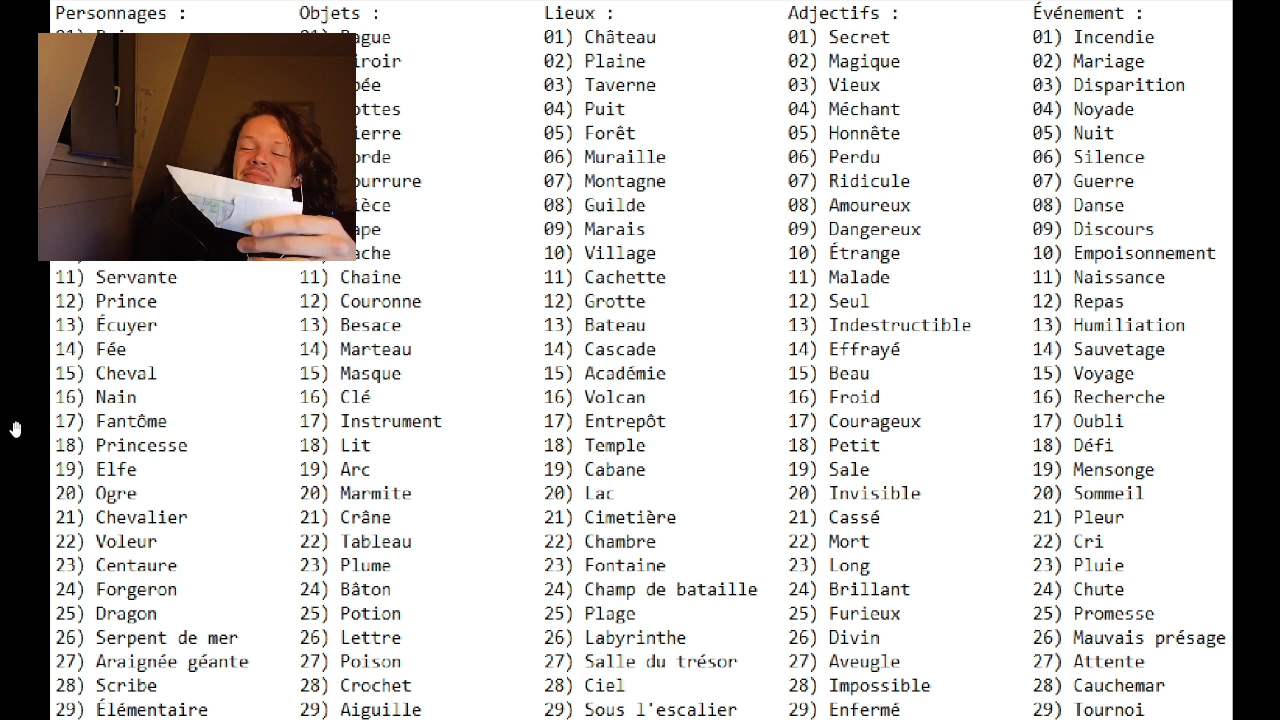 Personnages :
Objets :
Lieux :
Adjectifs :
Événement :
01) Château
01) Secret
01) Incendie
02) Plaine
02) Magique
02) Mariage
03) Taverne
03) Vieux
03) Disparition
04) Puit
04) Méchant
04) Noyade
05) Forêt
05) Honnête
05) Nuit
06) Muraille
06) Perdu
06) Silence
07) Montagne
07) Ridicule
07) Guerre
08) Guilde
08) Amoureux
08) Danse
09) Marais
09) Dangereux
09) Discours
10) Village
10) Étrange
10) Empoisonnement
11) Servante
11) Chaine
11) Cachette
11) Malade
11) Naissance
12) Prince
12) Couronne
12) Grotte
12) Seul
12) Repas
13) Écuyer
13) Besace
13) Bateau
13) Indestructible
13) Humiliation
14) Fée
14) Marteau
14) Cascade
14) Effrayé
14) Sauvetage
15) Cheval
15) Masque
15) Académie
15) Beau
15) Voyage
16) Nain
16) Clé
16) Volcan
16) Froid
16) Recherche
17) Fantôme
17) Instrument
17) Entrepôt
17) Courageux
17) Oubli
18) Princesse
18) Lit
18) Temple
18) Petit
18) Défi
19) Elfe
19) Arc
19) Cabane
19) Sale
19) Mensonge
20) Ogre
20) Marmite
20) Lac
20) Invisible
20) Sommeil
21) Chevalier
21) Crâne
21) Cimetière
21) Cassé
21) Pleur
22) Voleur
22) Tableau
22) Chambre
22) Mort
22) Cri
23) Centaure
23) Plume
23) Fontaine
23) Long
23) Pluie
24) Forgeron
24) Bâton
24) Champ de bataille
24) Brillant
24) Chute
25) Dragon
25) Potion
25) Plage
25) Furieux
25) Promesse
26) Serpent de mer
26) Lettre
26) Labyrinthe
26) Divin
26) Mauvais présage
27) Araignée géante
27) Poison
27) Salle du trésor
27) Aveugle
27) Attente
28) Scribe
28) Crochet
28) Ciel
28) Impossible
28) Cauchemar
29) Élémentaire
29) Aiguille
29) Sous l'escalier
29) Enfermé
29) Tournoi